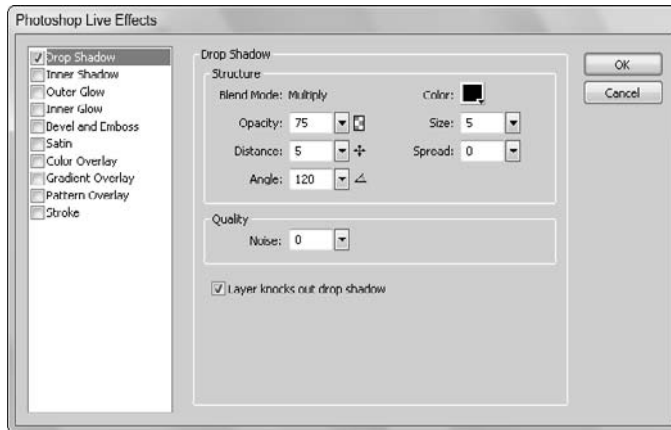 Photoshop Live Effects
Drop Shadow
Inner Shadow
Outer Glow
Inner Glow
Bevel and Emboss
Satin
Color Overlay
Gradient Overlay
Pattern Overlay
Stroke
Drop Shadow
Structure
Blend Mode: Multiply Color:
Opacity: 75 Size: 5
Distance: 5 Spread: 0
Angle: 120
Quality
Noise: 0
Layer knocks out drop shadow
OK
Cancel